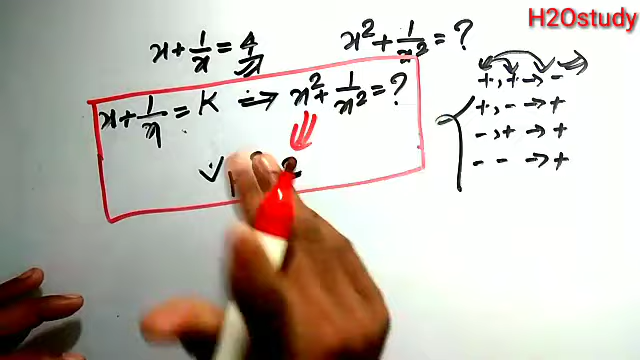 H2Ostudy
x + 1/x = 4
x² + 1/x² = ?
x + 1/x = K ⇒ x² + 1/x² = ?
+, + → -
+, - → +
-, + → +
- - → +